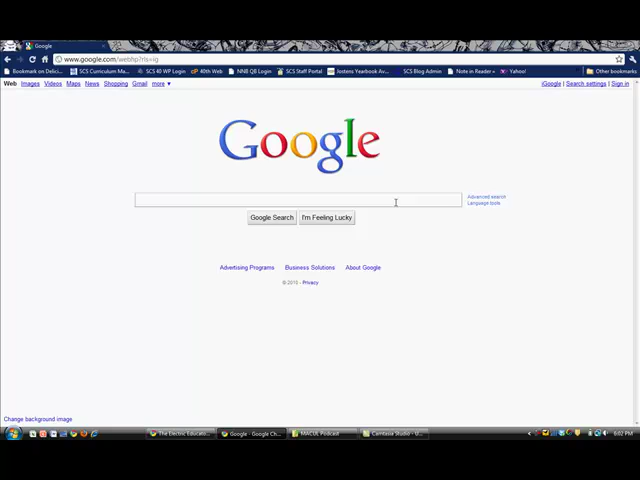 Google
www.google.com/webhp?rls=ig
Bookmark on Delici... SCS Curriculum Ma... SCS 40 WP Login 40th Web NNB QB Login SCS Staff Portal Jostens Yearbook Av... SCS Blog Admin Note in Reader Yahoo! Other bookmarks
Web Images Videos Maps News Shopping Gmail more ▼ iGoogle | Search settings | Sign in
Google
Advanced search
Language tools
Google Search I'm Feeling Lucky
Advertising Programs Business Solutions About Google
© 2010 - Privacy
Change background image
The Electric Educato... Google - Google Ch... MACUL Podcast Camtasia Studio - U... 6:02 PM